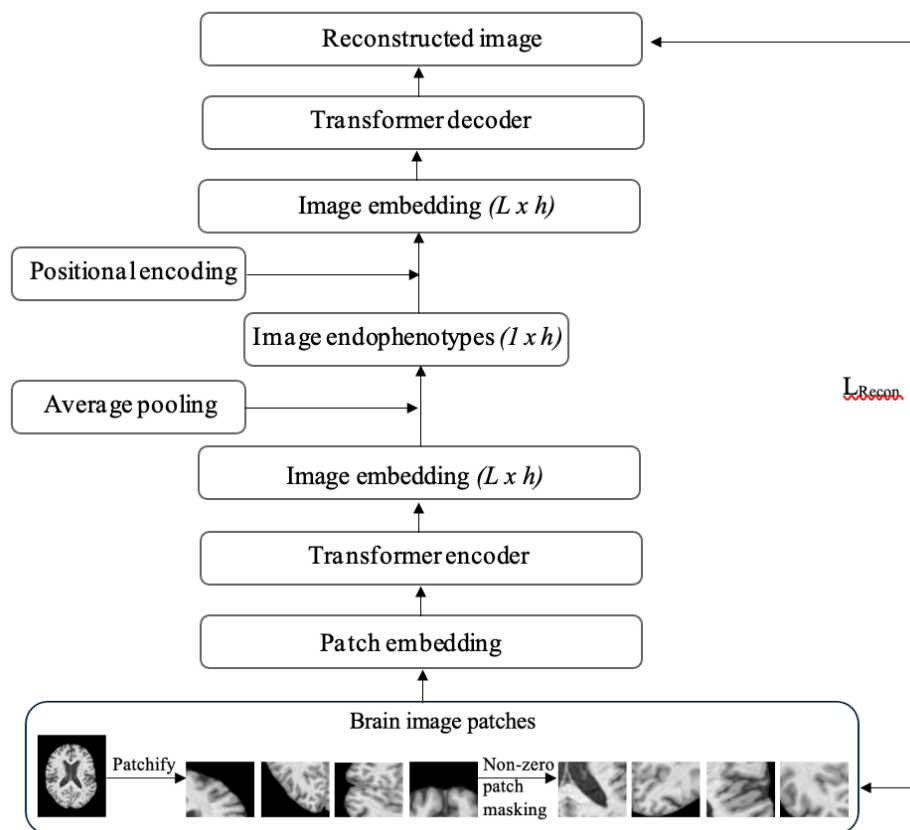 Reconstructed image
Transformer decoder
Image embedding (L x h)
Positional encoding
Image endophenotypes (1 x h)
Average pooling
L_Recon
Image embedding (L x h)
Transformer encoder
Patch embedding
Brain image patches
Patchify
Non-zero
patch
masking